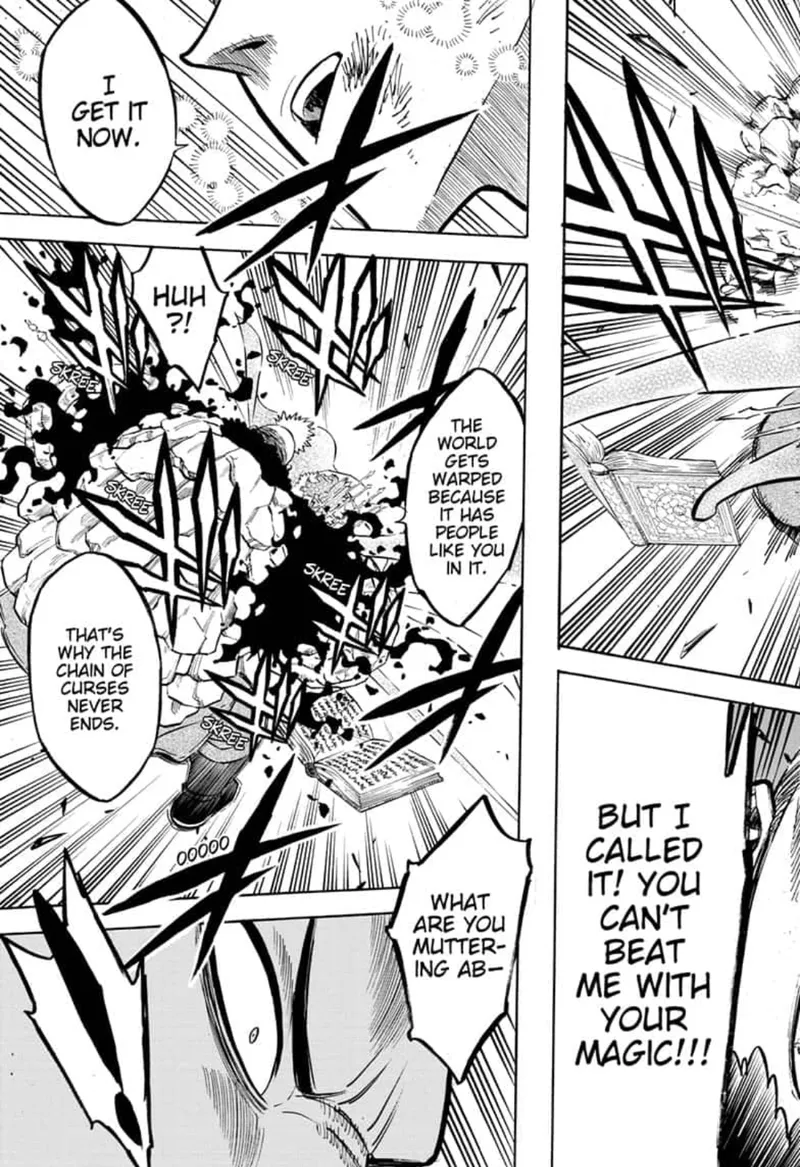 BUT I
CALLED
IT! YOU
CAN'T
BEAT
ME WITH
YOUR
MAGIC!!!
I
GET IT
NOW.
HUH
?!
SKREE
SKREE
THE
WORLD
GETS
WARPED
BECAUSE
IT HAS
PEOPLE
LIKE YOU
IN IT.
SKREE
SKREE
THAT'S
WHY THE
CHAIN OF
CURSES
NEVER
ENDS.
SKREE
OOOOO
WHAT
ARE YOU
MUTTER-
ING AB—